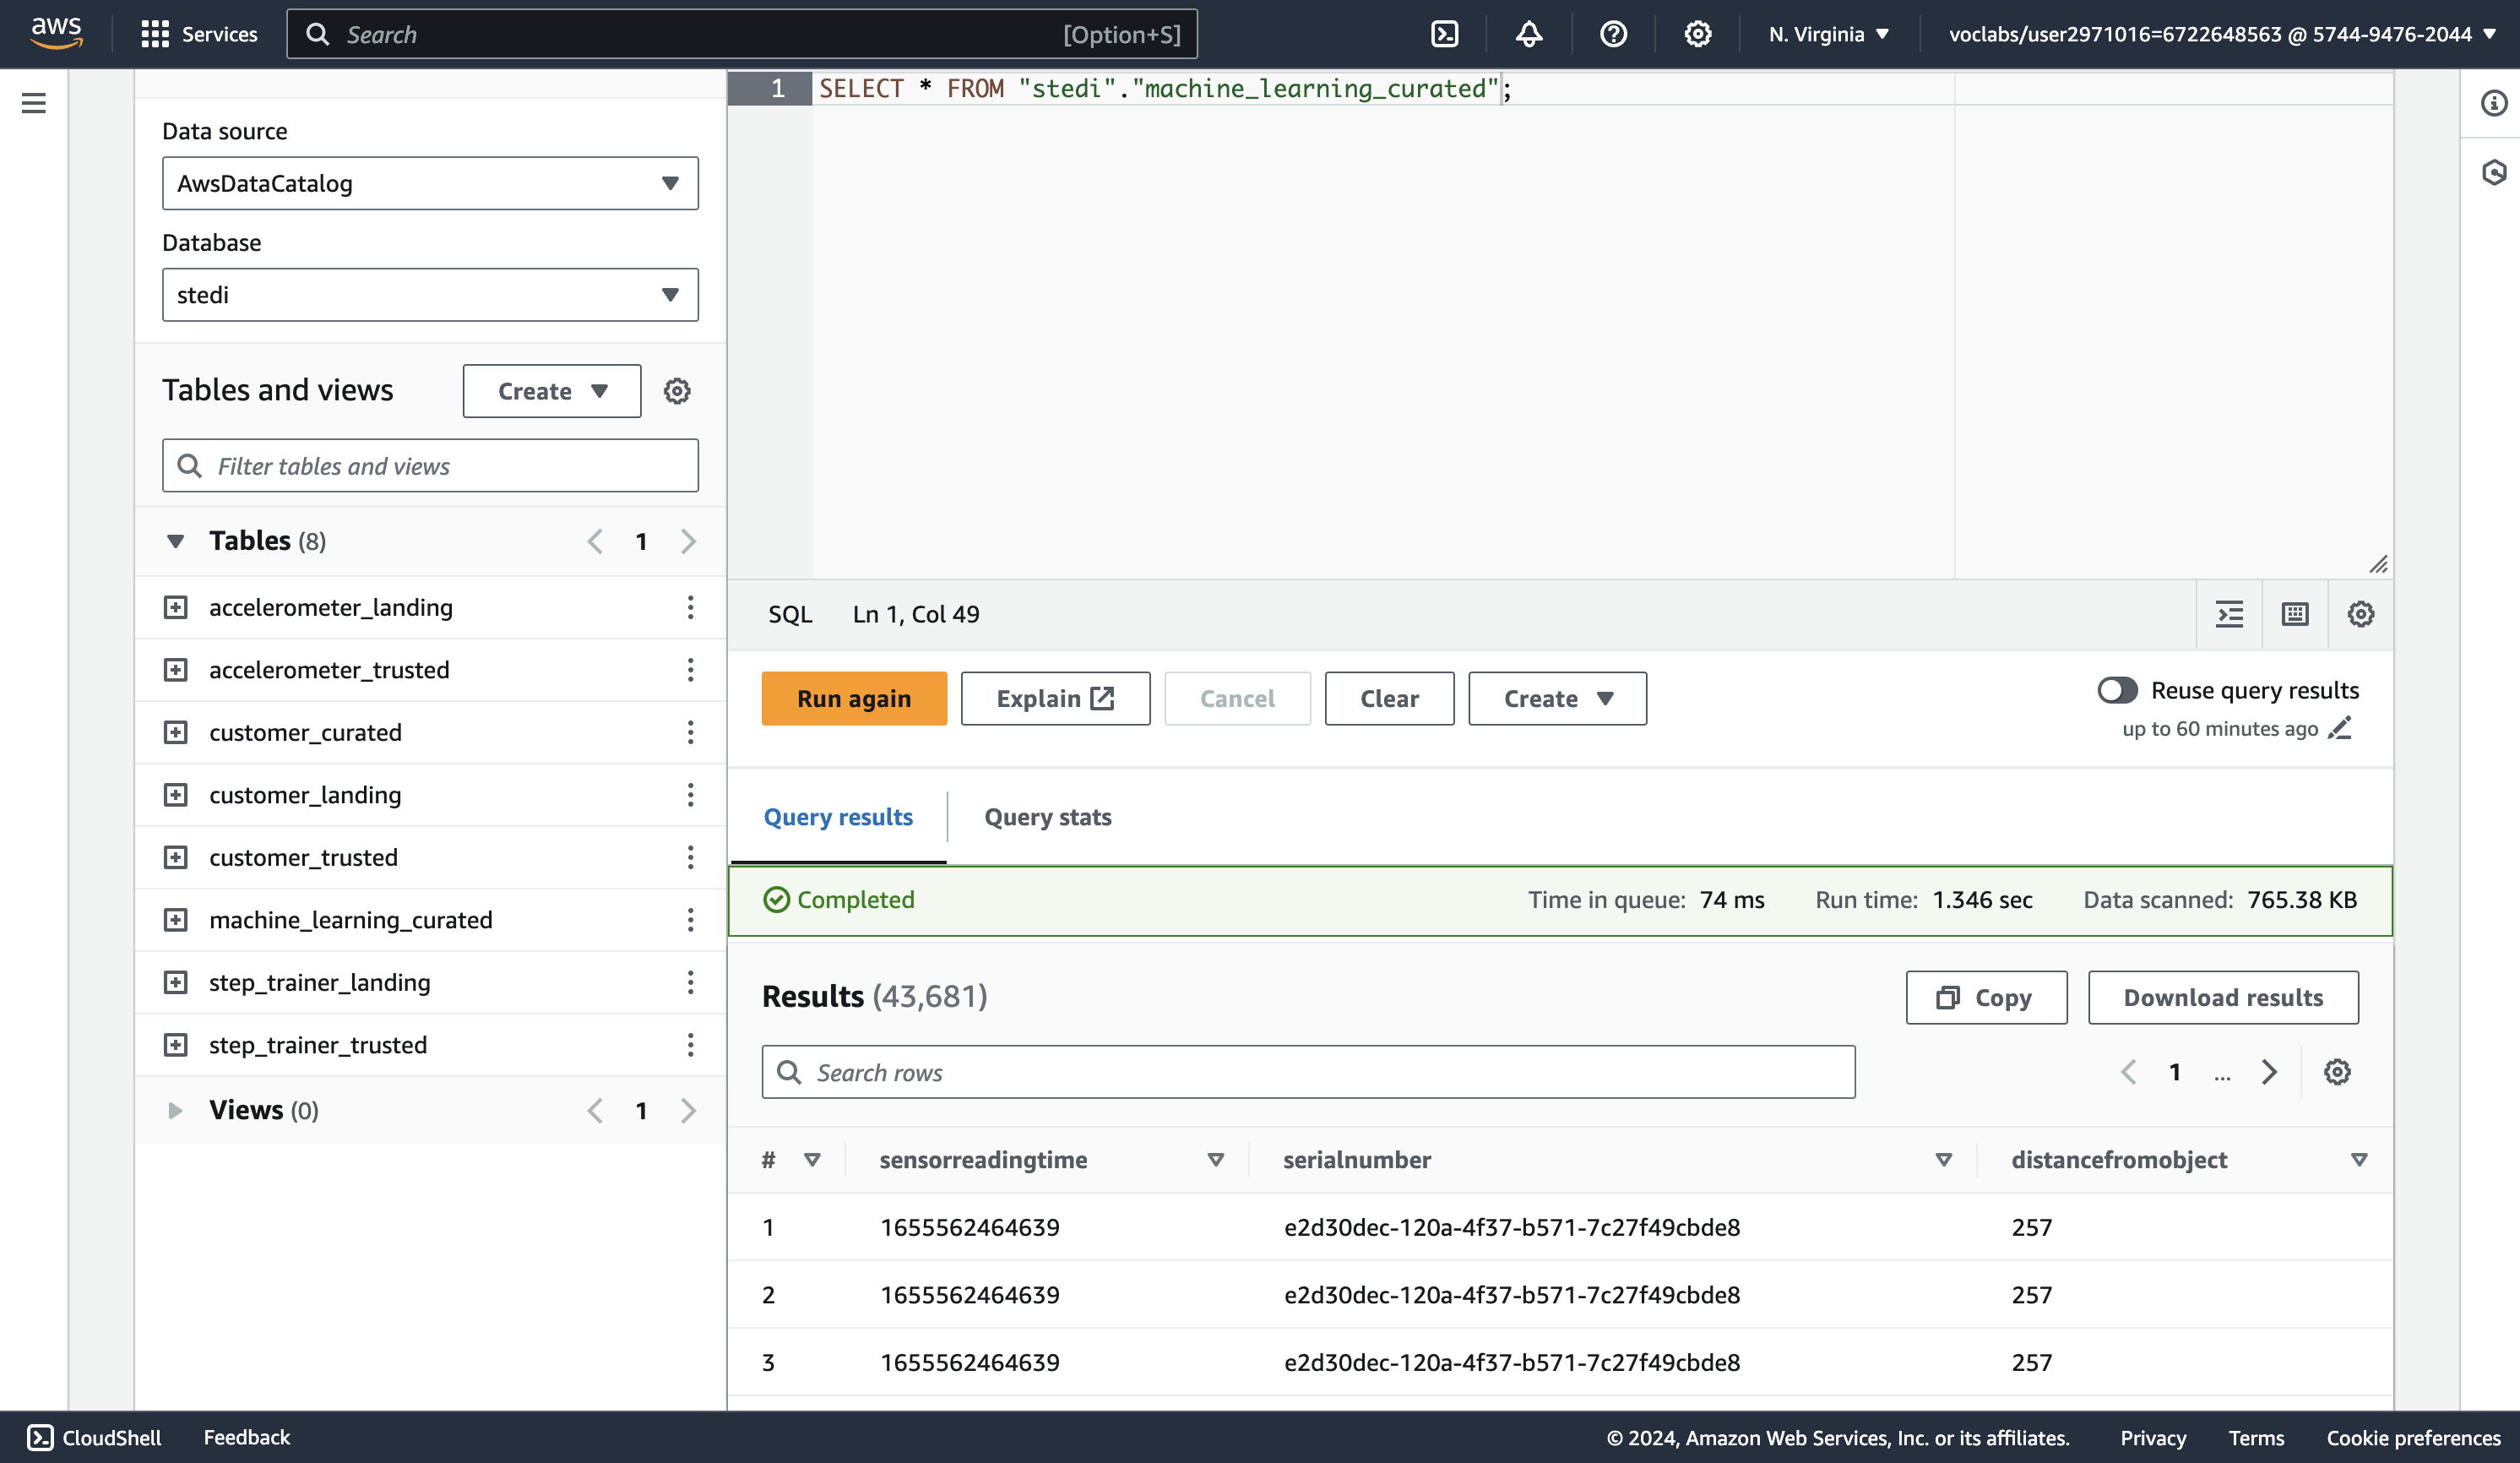 aws
Services
Search
[Option+S]
N. Virginia
voclabs/user2971016=6722648563 @ 5744-9476-2044
Data source
AwsDataCatalog
Database
stedi
Tables and views
Create
Filter tables and views
Tables (8)
1
accelerometer_landing
accelerometer_trusted
customer_curated
customer_landing
customer_trusted
machine_learning_curated
step_trainer_landing
step_trainer_trusted
Views (0)
1
1 SELECT * FROM "stedi"."machine_learning_curated";
SQL Ln 1, Col 49
Run again
Explain
Cancel
Clear
Create
Reuse query results
up to 60 minutes ago
Query results
Query stats
Completed
Time in queue: 74 ms
Run time: 1.346 sec
Data scanned: 765.38 KB
Results (43,681)
Copy
Download results
Search rows
1 ...
# sensorreadingtime serialnumber distancefromobject
1 1655562464639 e2d30dec-120a-4f37-b571-7c27f49cbde8 257
2 1655562464639 e2d30dec-120a-4f37-b571-7c27f49cbde8 257
3 1655562464639 e2d30dec-120a-4f37-b571-7c27f49cbde8 257
CloudShell
Feedback
© 2024, Amazon Web Services, Inc. or its affiliates.
Privacy
Terms
Cookie preferences